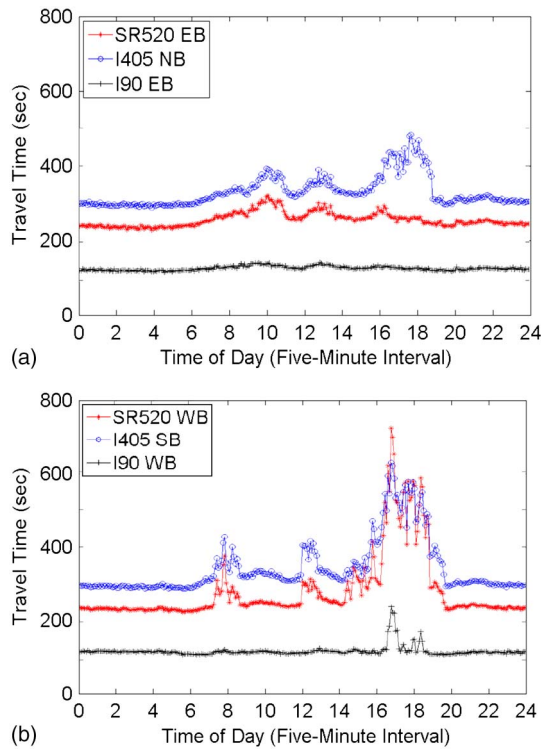 800
600
400
200
0
Travel Time (sec)
SR520 EB
I405 NB
I90 EB
0 2 4 6 8 10 12 14 16 18 20 22 24
(a)
Time of Day (Five-Minute Interval)
800
600
400
200
0
Travel Time (sec)
SR520 WB
I405 SB
I90 WB
0 2 4 6 8 10 12 14 16 18 20 22 24
(b)
Time of Day (Five-Minute Interval)